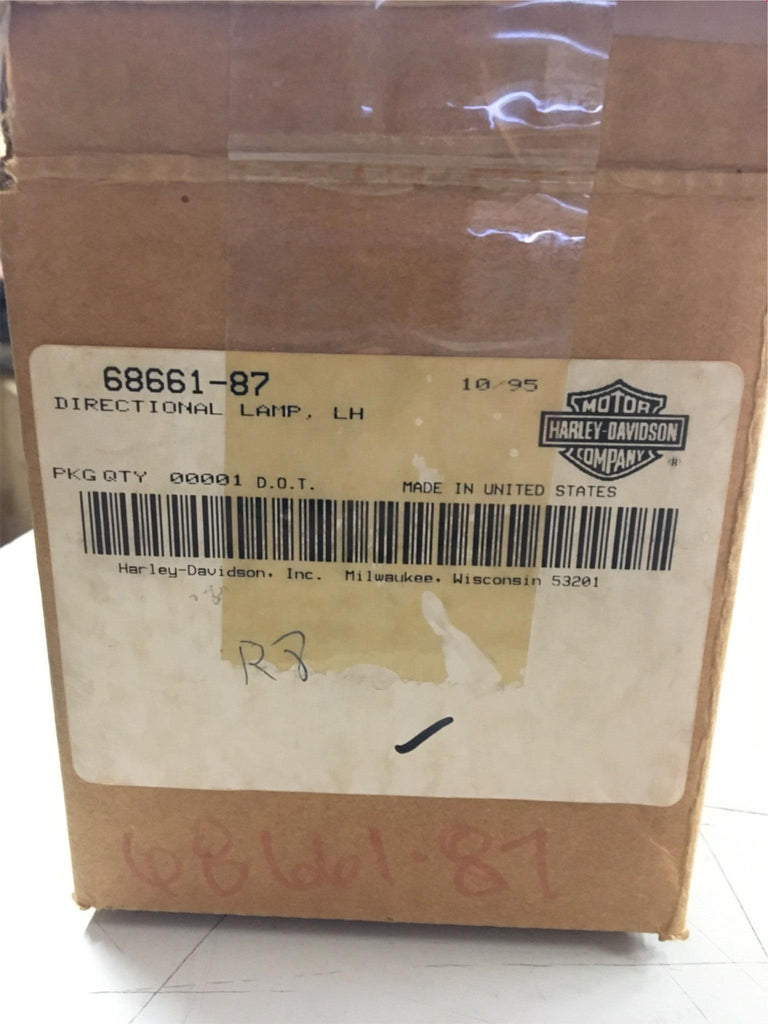 68661-87
10/95
DIRECTIONAL LAMP, LH
MOTOR
HARLEY-DAVIDSON
COMPANY
®
PKG QTY 00001 D.O.T.
MADE IN UNITED STATES
Harley-Davidson, Inc. Milwaukee, Wisconsin 53201
R8
68661-87